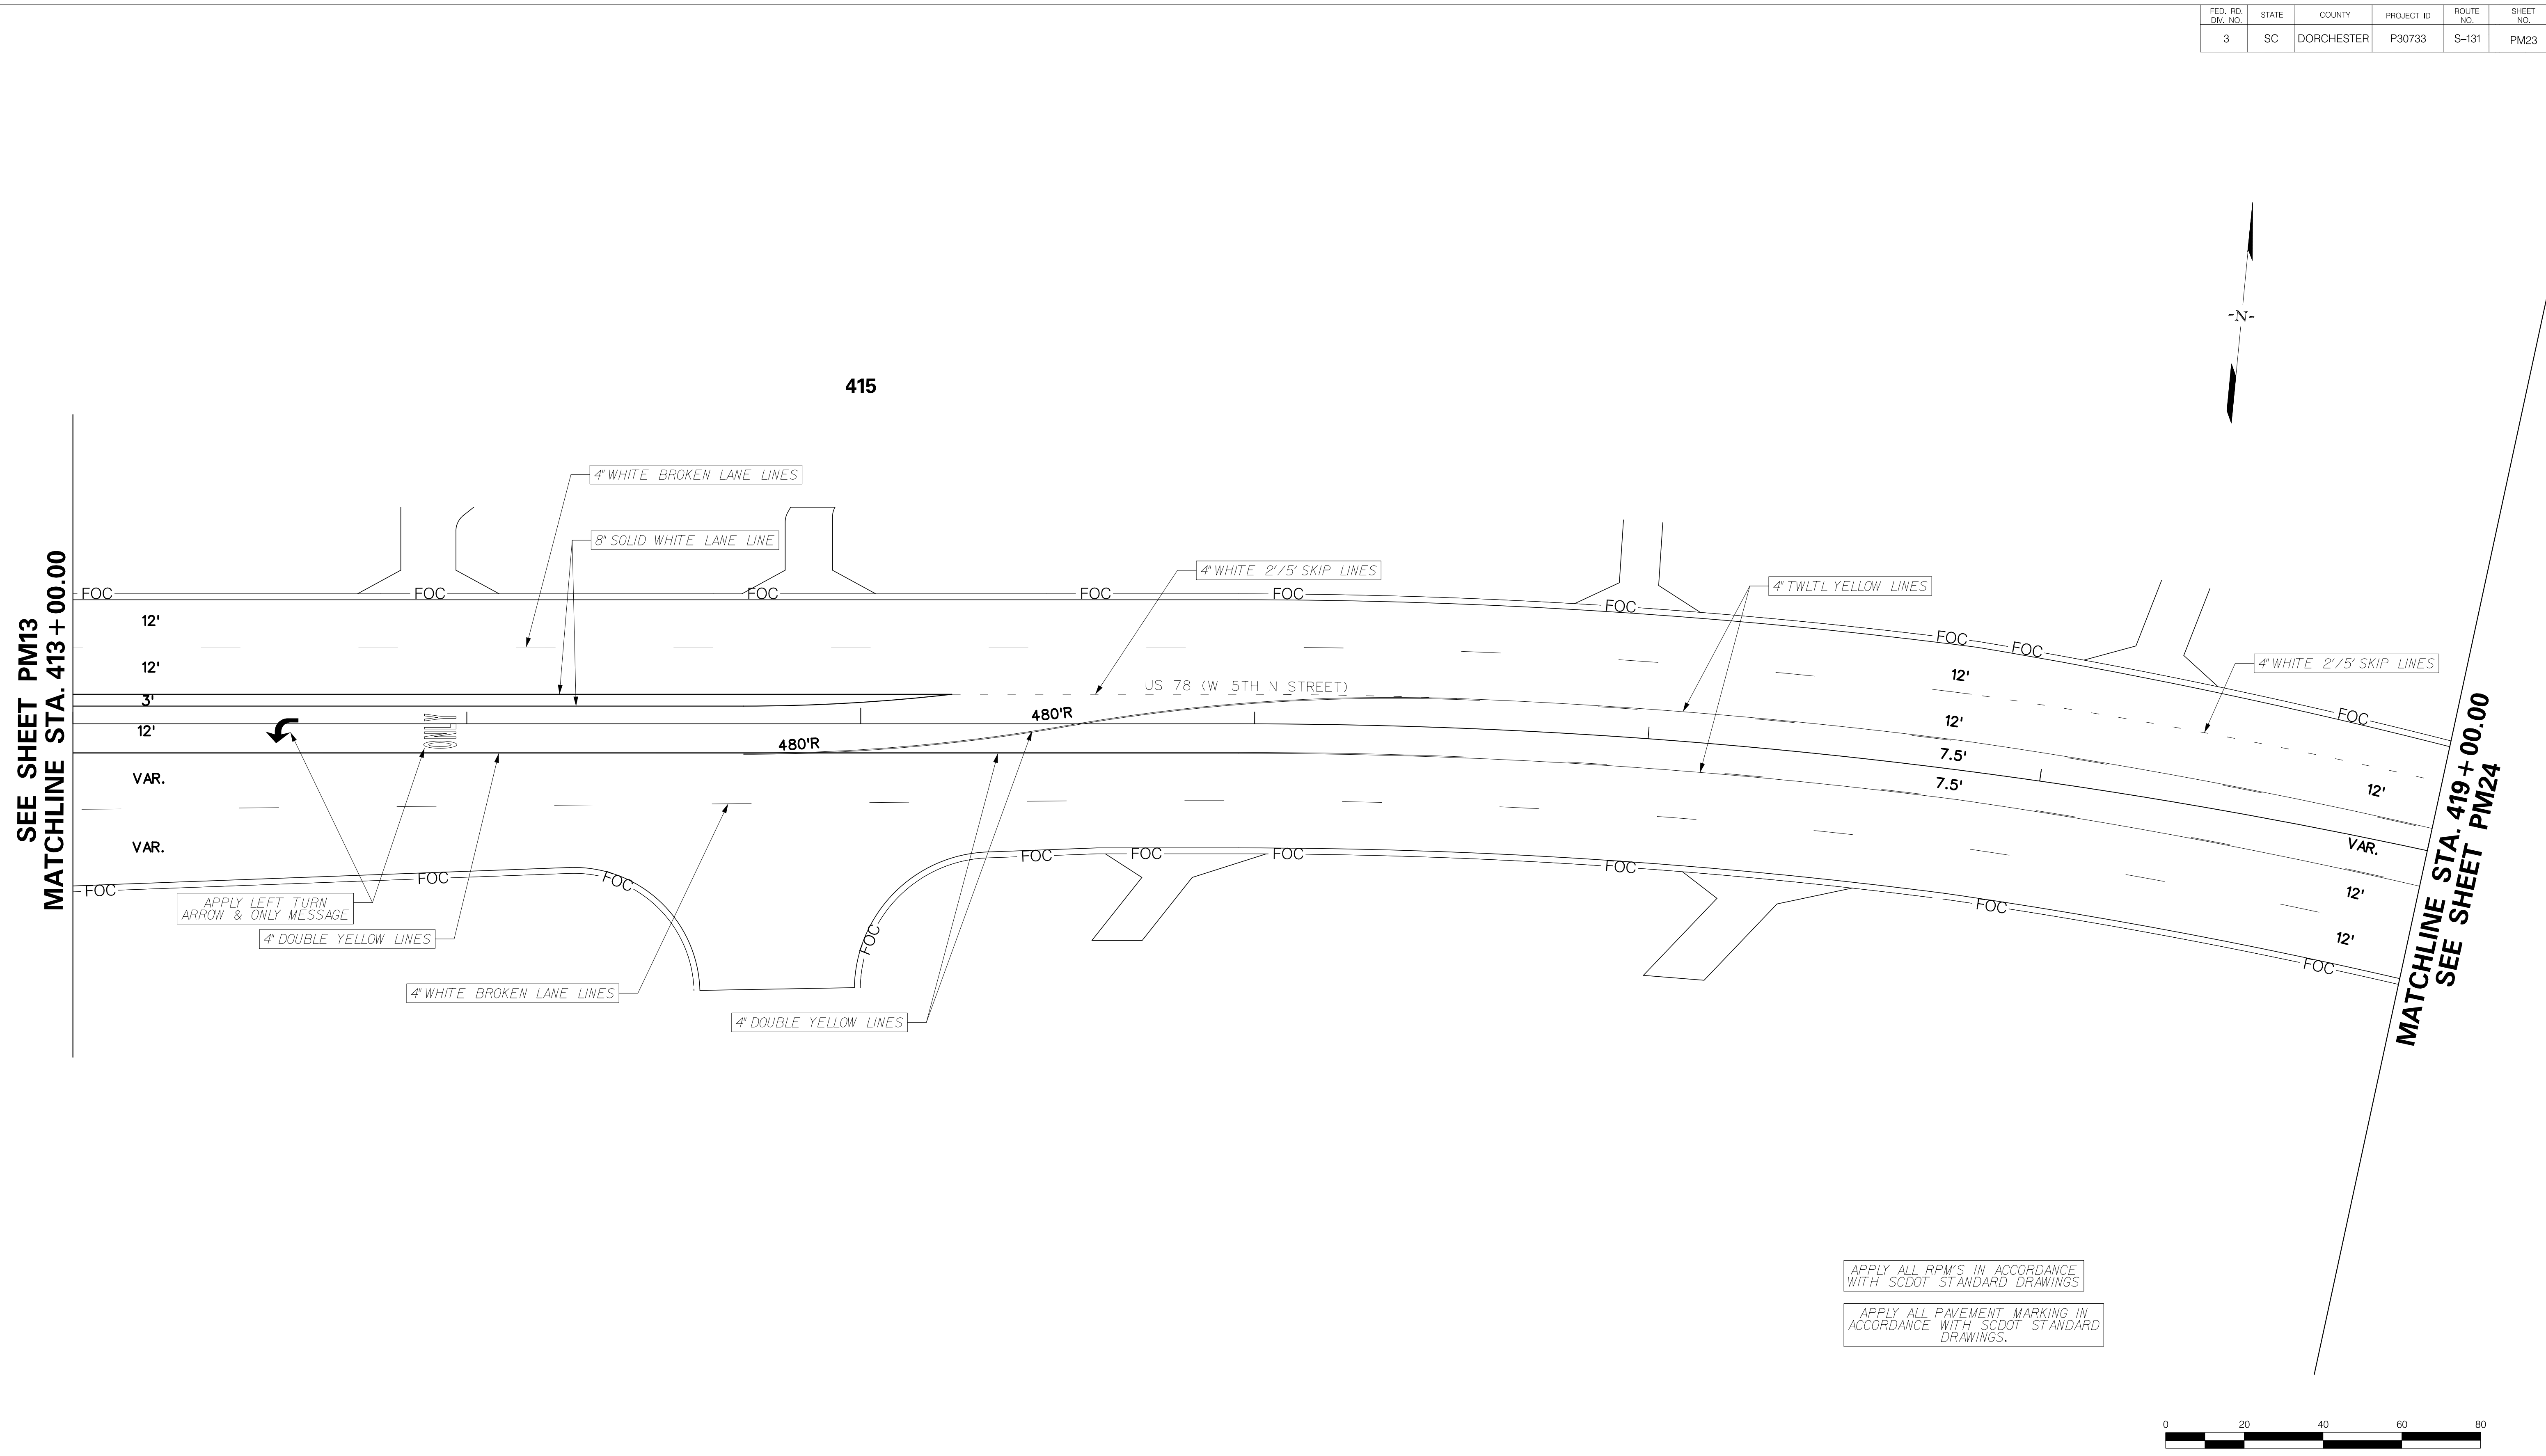 FED. RD. DIV. NO. STATE COUNTY PROJECT ID ROUTE NO. SHEET NO.
3 SC DORCHESTER P30733 S-131 PM23
-N-
415
4" WHITE BROKEN LANE LINES
8" SOLID WHITE LANE LINE
4" WHITE 2'/5' SKIP LINES
4" TWLTL YELLOW LINES
4" WHITE 2'/5' SKIP LINES
SEE SHEET PM13
MATCHLINE STA. 413+00.00
FOC FOC FOC FOC FOC FOC FOC FOC FOC
12'
12'
3'
12'
VAR.
VAR.
ONLY
US 78 (W 5TH N STREET)
480'R
480'R
12'
12'
7.5'
7.5'
12'
VAR.
12'
12'
FOC FOC FOC FOC FOC FOC FOC FOC FOC FOC
MATCHLINE STA. 419+00.00
SEE SHEET PM24
APPLY LEFT TURN
ARROW & ONLY MESSAGE
4" DOUBLE YELLOW LINES
4" WHITE BROKEN LANE LINES
4" DOUBLE YELLOW LINES
APPLY ALL RPM'S IN ACCORDANCE
WITH SCDOT STANDARD DRAWINGS
APPLY ALL PAVEMENT MARKING IN
ACCORDANCE WITH SCDOT STANDARD
DRAWINGS.
0 20 40 60 80